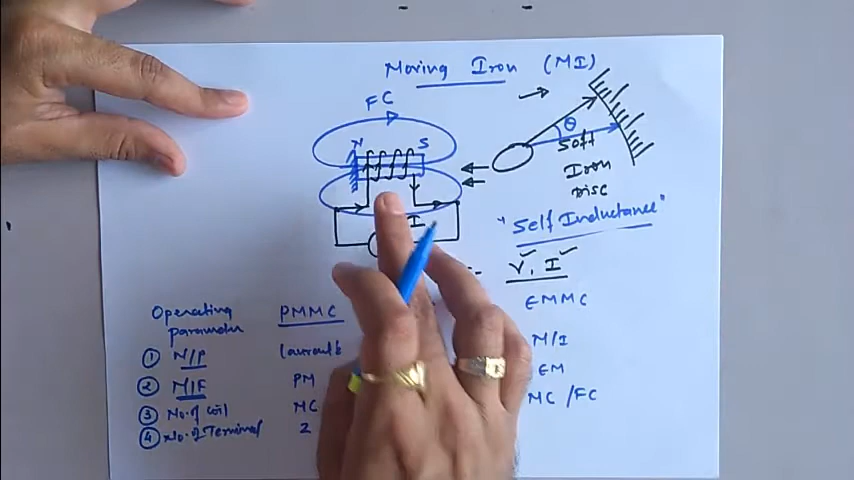 Moving Iron (MI)
FC
N S
θ
Soft
Iron
Disc
I
"Self Inductance"
V, I
Operating
parameter
PMMC
EMMC
① N/P
M/I
② M/F
PM
EM
③ No. of coil
MC
MC / FC
④ No. of Terminal
2